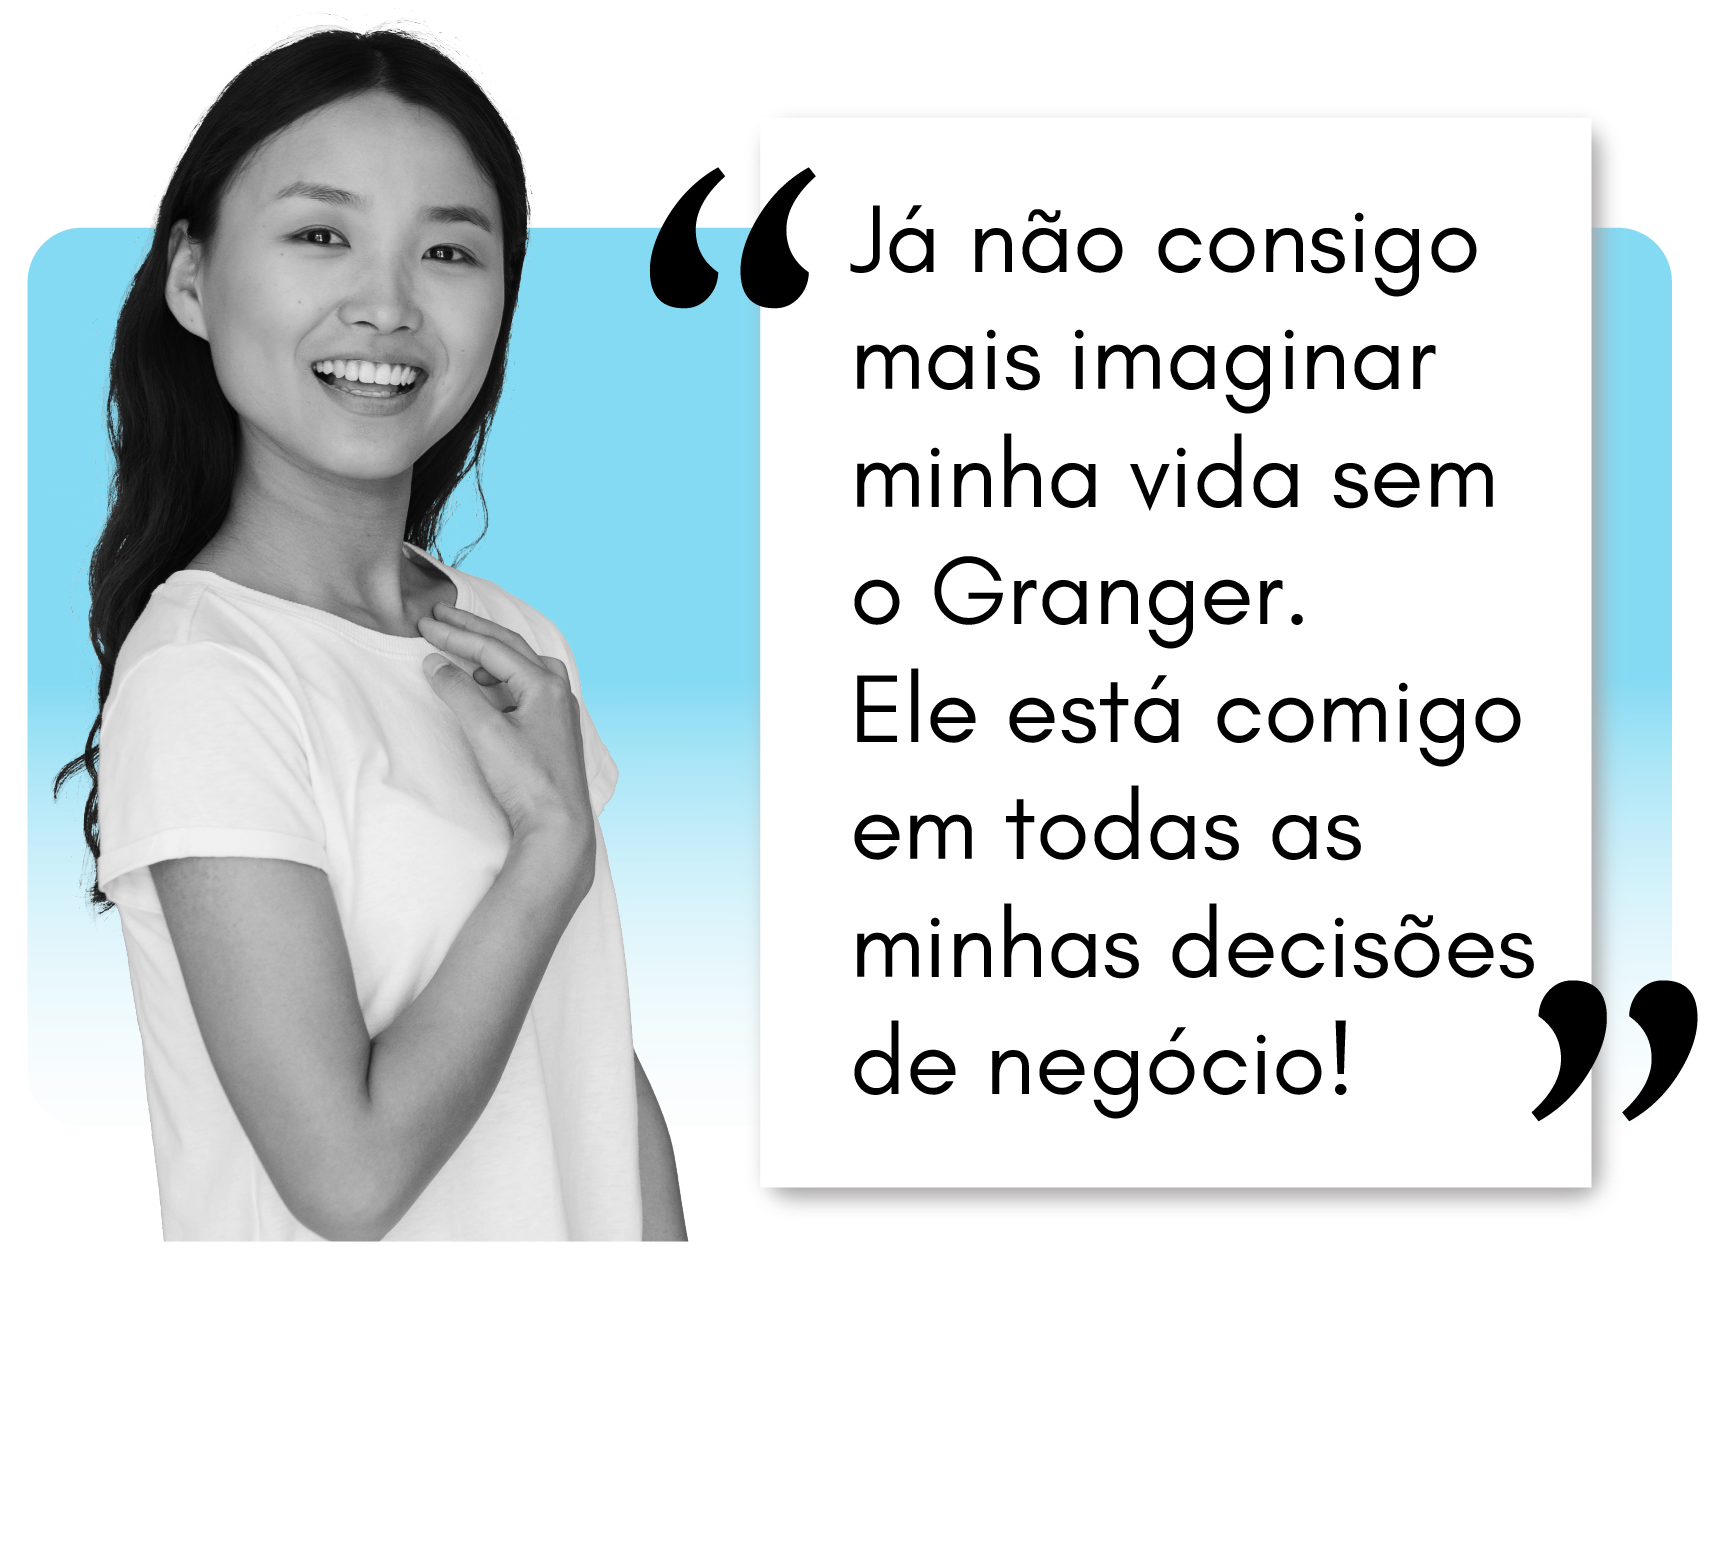 “Já não consigo
mais imaginar
minha vida sem
o Granger.
Ele está comigo
em todas as
minhas decisões
de negócio!”